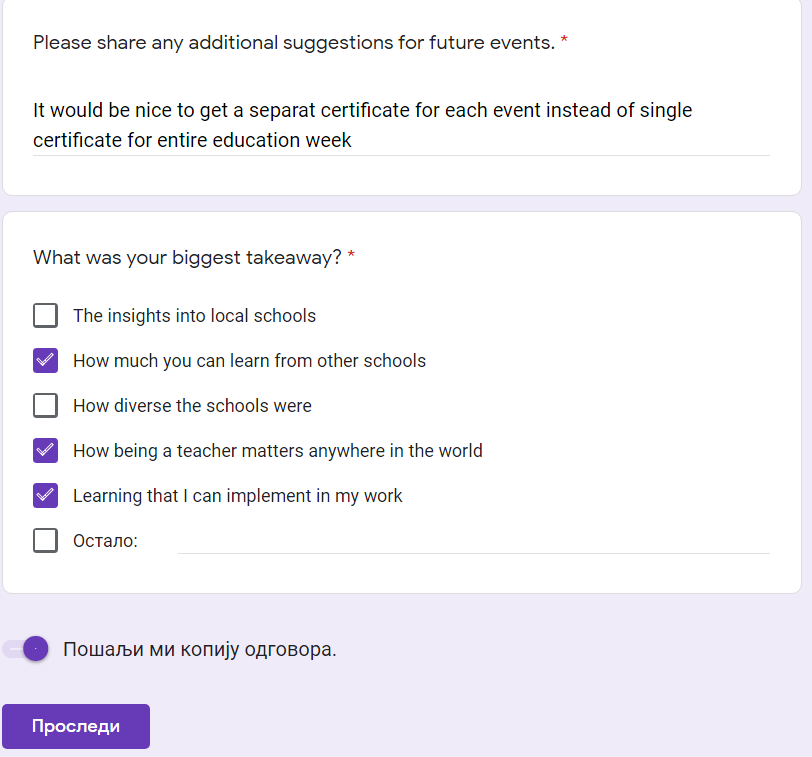 Please share any additional suggestions for future events. *
It would be nice to get a separat certificate for each event instead of single
certificate for entire education week
What was your biggest takeaway? *
The insights into local schools
How much you can learn from other schools
How diverse the schools were
How being a teacher matters anywhere in the world
Learning that I can implement in my work
Остало:
Пошаљи ми копију одговора.
Проследи